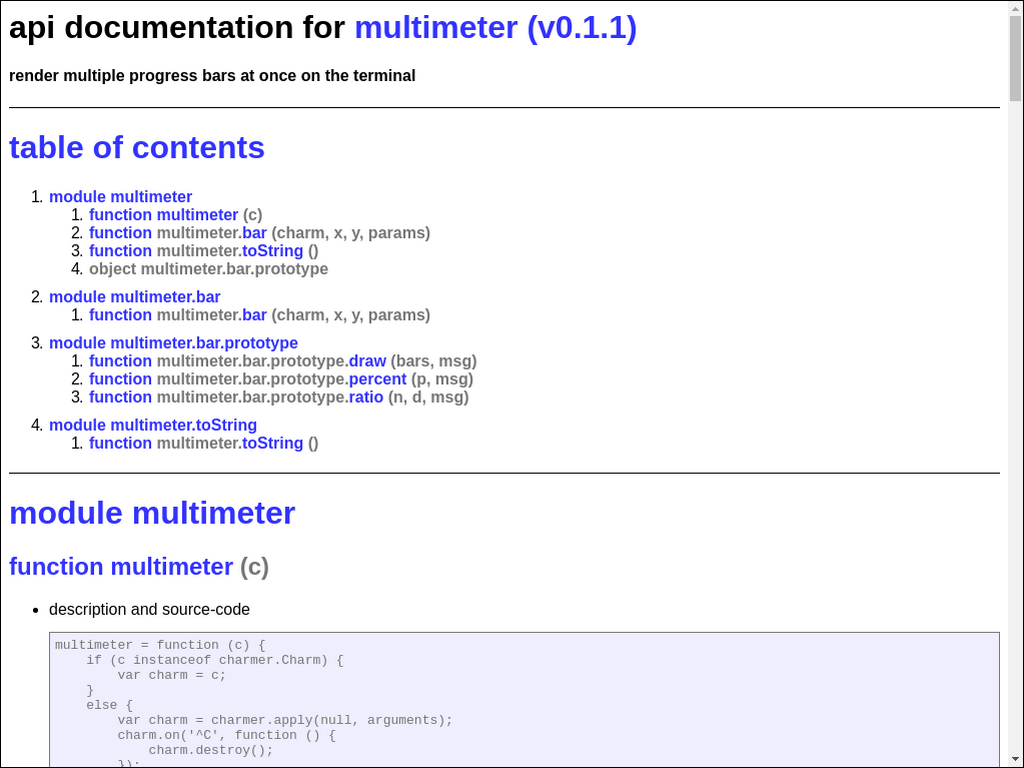 api documentation for multimeter (v0.1.1)
render multiple progress bars at once on the terminal
table of contents
1. module multimeter
1. function multimeter (c)
2. function multimeter.bar (charm, x, y, params)
3. function multimeter.toString ()
4. object multimeter.bar.prototype
2. module multimeter.bar
1. function multimeter.bar (charm, x, y, params)
3. module multimeter.bar.prototype
1. function multimeter.bar.prototype.draw (bars, msg)
2. function multimeter.bar.prototype.percent (p, msg)
3. function multimeter.bar.prototype.ratio (n, d, msg)
4. module multimeter.toString
1. function multimeter.toString ()
module multimeter
function multimeter (c)
• description and source-code
multimeter = function (c) {
    if (c instanceof charmer.Charm) {
        var charm = c;
    }
    else {
        var charm = charmer.apply(null, arguments);
        charm.on('^C', function () {
            charm.destroy();
        });